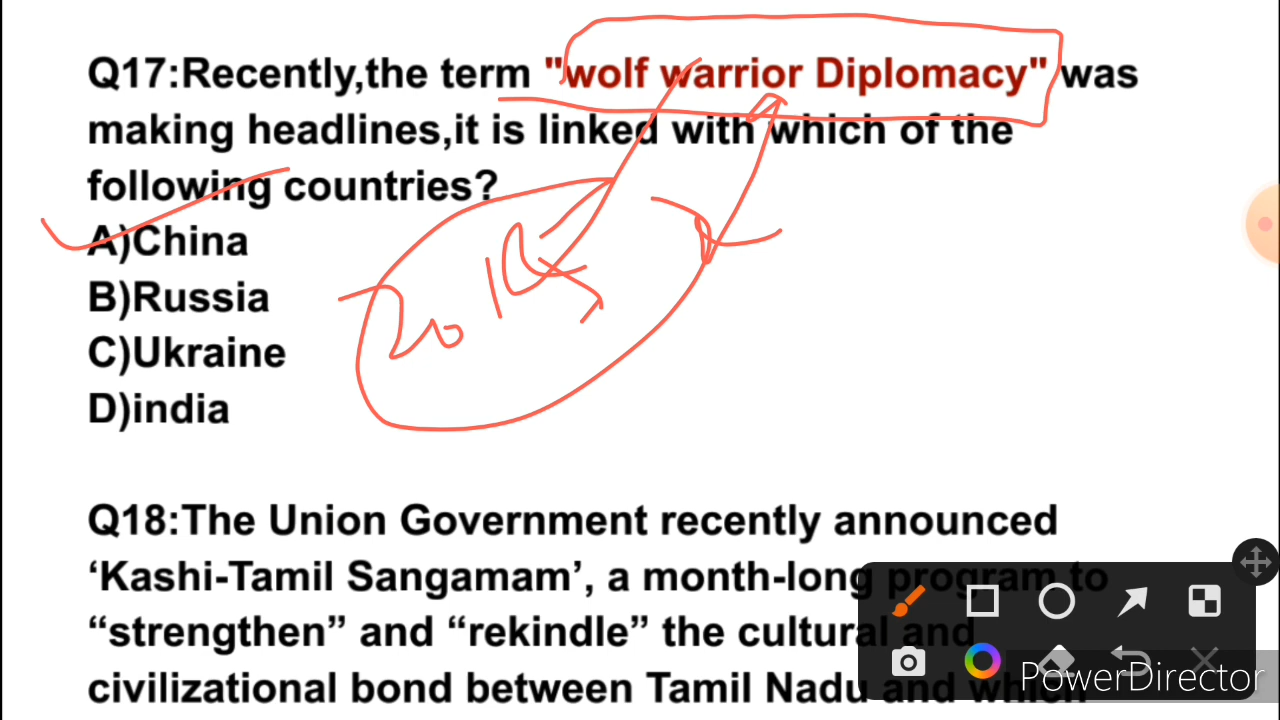 Q17:Recently,the term "wolf warrior Diplomacy" was
making headlines,it is linked with which of the
following countries?
A)China
B)Russia
C)Ukraine
D)india
Q18:The Union Government recently announced
‘Kashi-Tamil Sangamam’, a month-long program to
“strengthen” and “rekindle” the cultural and
civilizational bond between Tamil Nadu and which
PowerDirector